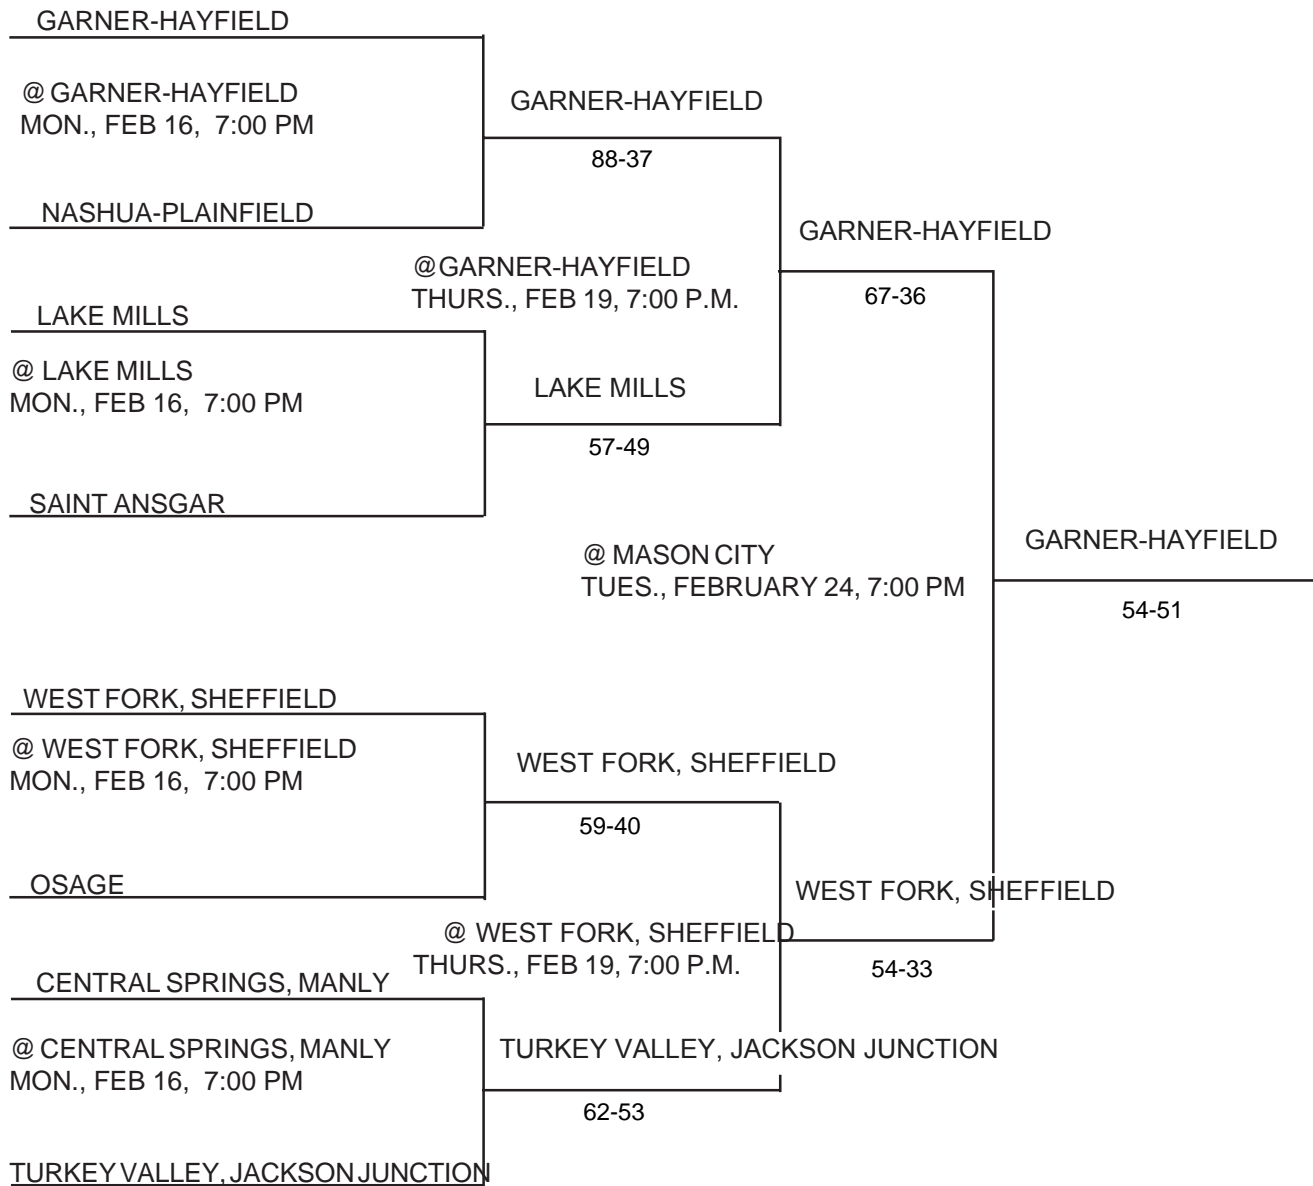 GARNER-HAYFIELD
@ GARNER-HAYFIELD
MON., FEB 16, 7:00 PM
GARNER-HAYFIELD
88-37
NASHUA-PLAINFIELD
GARNER-HAYFIELD
@GARNER-HAYFIELD
THURS., FEB 19, 7:00 P.M.
67-36
LAKE MILLS
@ LAKE MILLS
MON., FEB 16, 7:00 PM
LAKE MILLS
57-49
SAINT ANSGAR
@ MASON CITY
TUES., FEBRUARY 24, 7:00 PM
GARNER-HAYFIELD
54-51
WEST FORK, SHEFFIELD
@ WEST FORK, SHEFFIELD
MON., FEB 16, 7:00 PM
WEST FORK, SHEFFIELD
59-40
OSAGE
WEST FORK, SHEFFIELD
@ WEST FORK, SHEFFIELD
THURS., FEB 19, 7:00 P.M.
54-33
CENTRAL SPRINGS, MANLY
@ CENTRAL SPRINGS, MANLY
MON., FEB 16, 7:00 PM
TURKEY VALLEY, JACKSON JUNCTION
62-53
TURKEY VALLEY, JACKSON JUNCTION